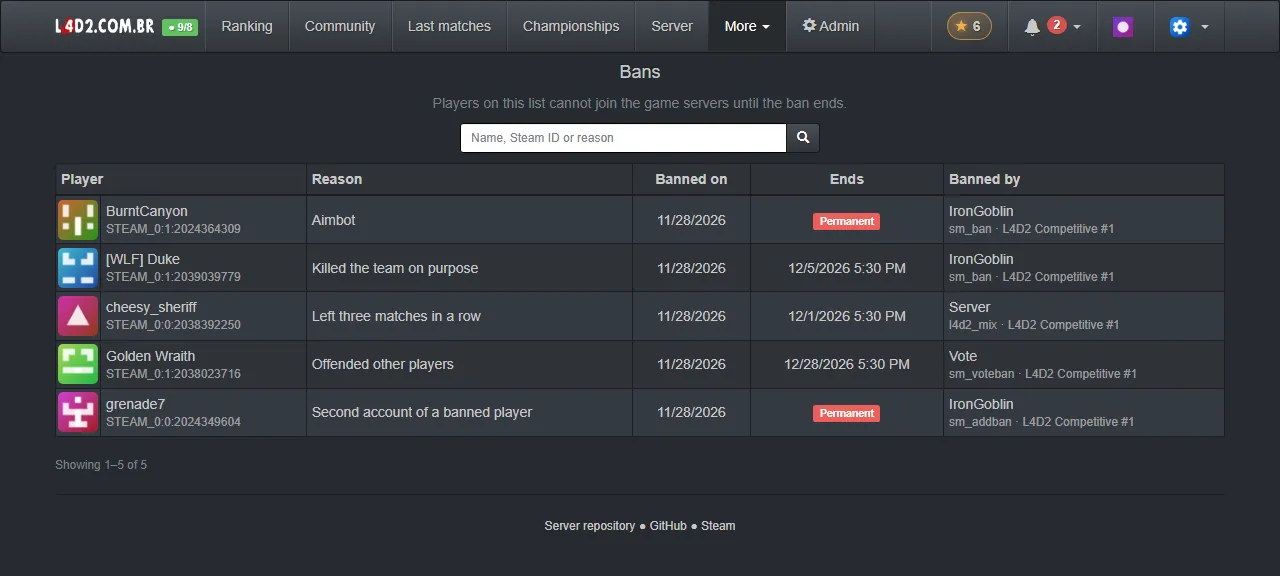 L4D2.COM.BR 9/8 Ranking Community Last matches Championships Server More Admin 6 2
Bans
Players on this list cannot join the game servers until the ban ends.
Name, Steam ID or reason
Player Reason Banned on Ends Banned by
BurntCanyon
STEAM_0:1:2024364309
Aimbot 11/28/2026 Permanent
IronGoblin
sm_ban · L4D2 Competitive #1
[WLF] Duke
STEAM_0:1:2039039779
Killed the team on purpose 11/28/2026 12/5/2026 5:30 PM
IronGoblin
sm_ban · L4D2 Competitive #1
cheesy_sheriff
STEAM_0:0:2038392250
Left three matches in a row 11/28/2026 12/1/2026 5:30 PM
Server
l4d2_mix · L4D2 Competitive #1
Golden Wraith
STEAM_0:1:2038023716
Offended other players 11/28/2026 12/28/2026 5:30 PM
Vote
sm_voteban · L4D2 Competitive #1
grenade7
STEAM_0:0:2024349604
Second account of a banned player 11/28/2026 Permanent
IronGoblin
sm_addban · L4D2 Competitive #1
Showing 1–5 of 5
Server repository ● GitHub ● Steam